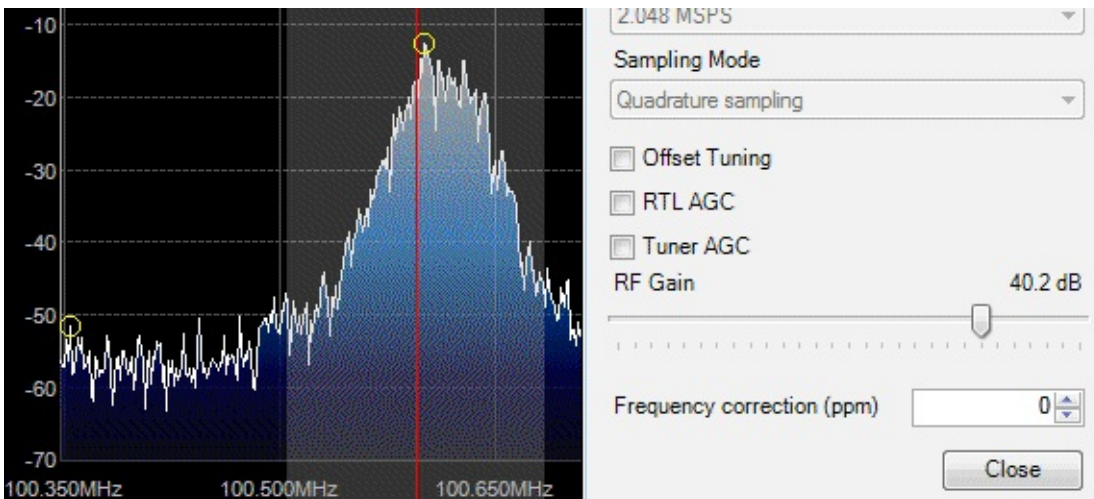 -10
-20
-30
-40
-50
-60
-70
100.350MHz 100.500MHz 100.650MHz
2.048 MSPS
Sampling Mode
Quadrature sampling
Offset Tuning
RTL AGC
Tuner AGC
RF Gain 40.2 dB
Frequency correction (ppm) 0
Close